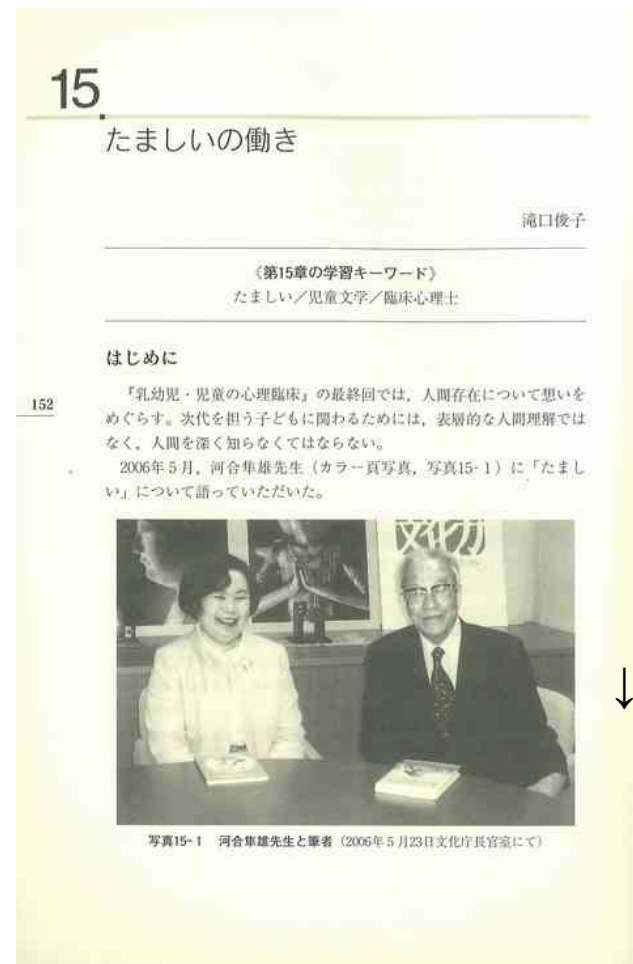 15
たましいの働き
滝口俊子
《第15章の学習キーワード》
たましい／児童文学／臨床心理士
はじめに
『乳幼児・児童の心理臨床』の最終回では，人間存在について想いを
152
めぐらす。次代を担う子どもに関わるためには，表層的な人間理解では
なく，人間を深く知らなくてはならない。
2006年5月，河合隼雄先生（カラー頁写真，写真15-1）に「たまし
い」について語っていただいた。
文化力
↓
写真15-1　河合隼雄先生と筆者（2006年5月23日文化庁長官室にて）